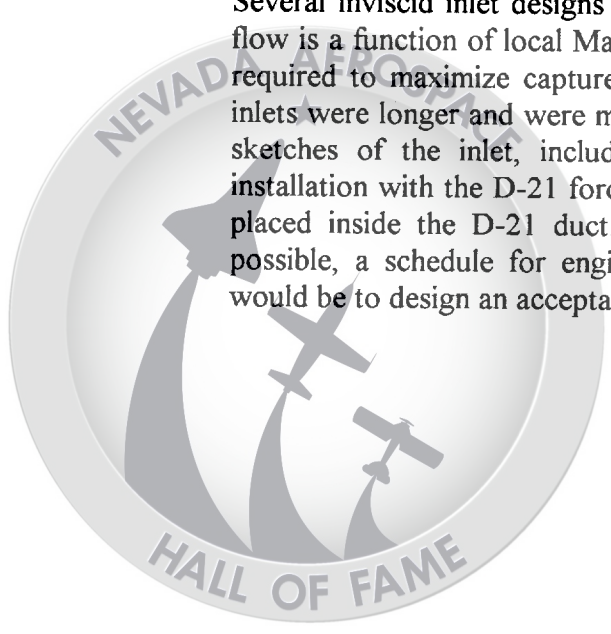 Several inviscid inlet designs
flow is a function of local Ma
required to maximize capture
inlets were longer and were m
sketches of the inlet, includ
installation with the D-21 forc
placed inside the D-21 duct
possible, a schedule for engi
would be to design an accepta
NEVADA AEROSPACE
HALL OF FAME